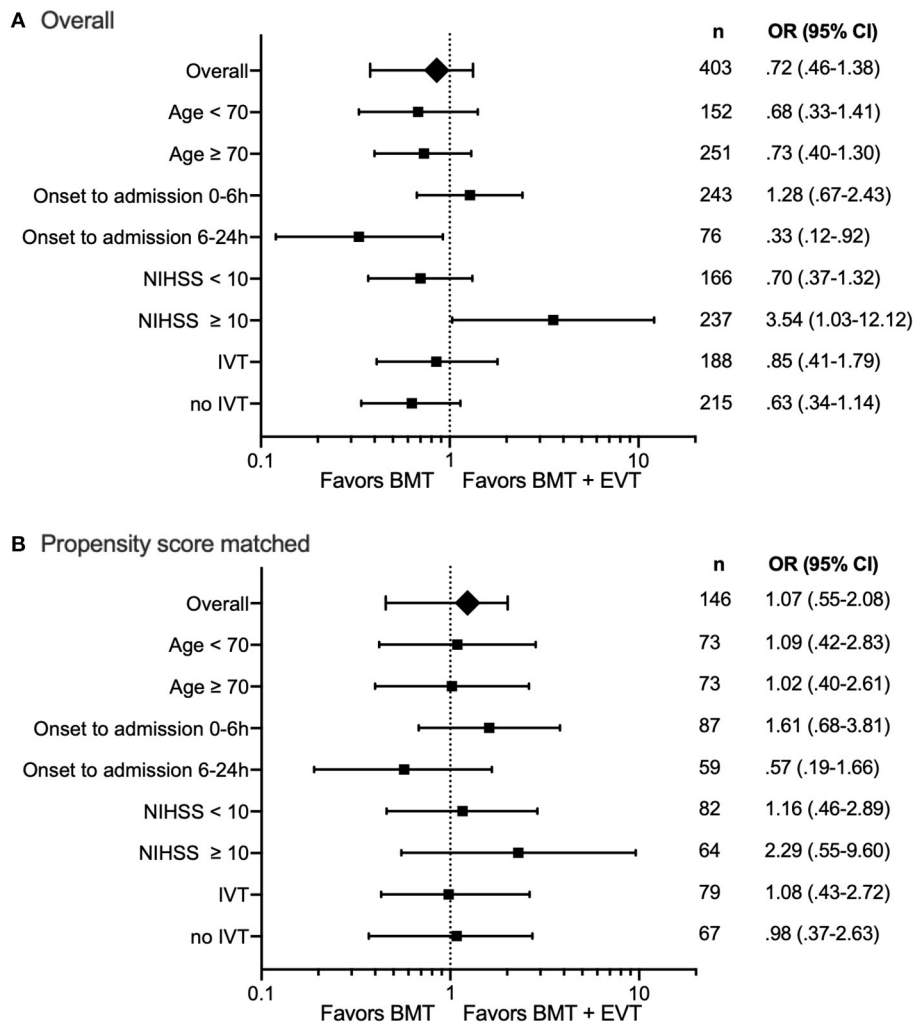 A Overall
n OR (95% CI)
Overall 403 .72 (.46-1.38)
Age < 70 152 .68 (.33-1.41)
Age ≥ 70 251 .73 (.40-1.30)
Onset to admission 0-6h 243 1.28 (.67-2.43)
Onset to admission 6-24h 76 .33 (.12-.92)
NIHSS < 10 166 .70 (.37-1.32)
NIHSS ≥ 10 237 3.54 (1.03-12.12)
IVT 188 .85 (.41-1.79)
no IVT 215 .63 (.34-1.14)
0.1 1 10
Favors BMT Favors BMT + EVT
B Propensity score matched
n OR (95% CI)
Overall 146 1.07 (.55-2.08)
Age < 70 73 1.09 (.42-2.83)
Age ≥ 70 73 1.02 (.40-2.61)
Onset to admission 0-6h 87 1.61 (.68-3.81)
Onset to admission 6-24h 59 .57 (.19-1.66)
NIHSS < 10 82 1.16 (.46-2.89)
NIHSS ≥ 10 64 2.29 (.55-9.60)
IVT 79 1.08 (.43-2.72)
no IVT 67 .98 (.37-2.63)
0.1 1 10
Favors BMT Favors BMT + EVT